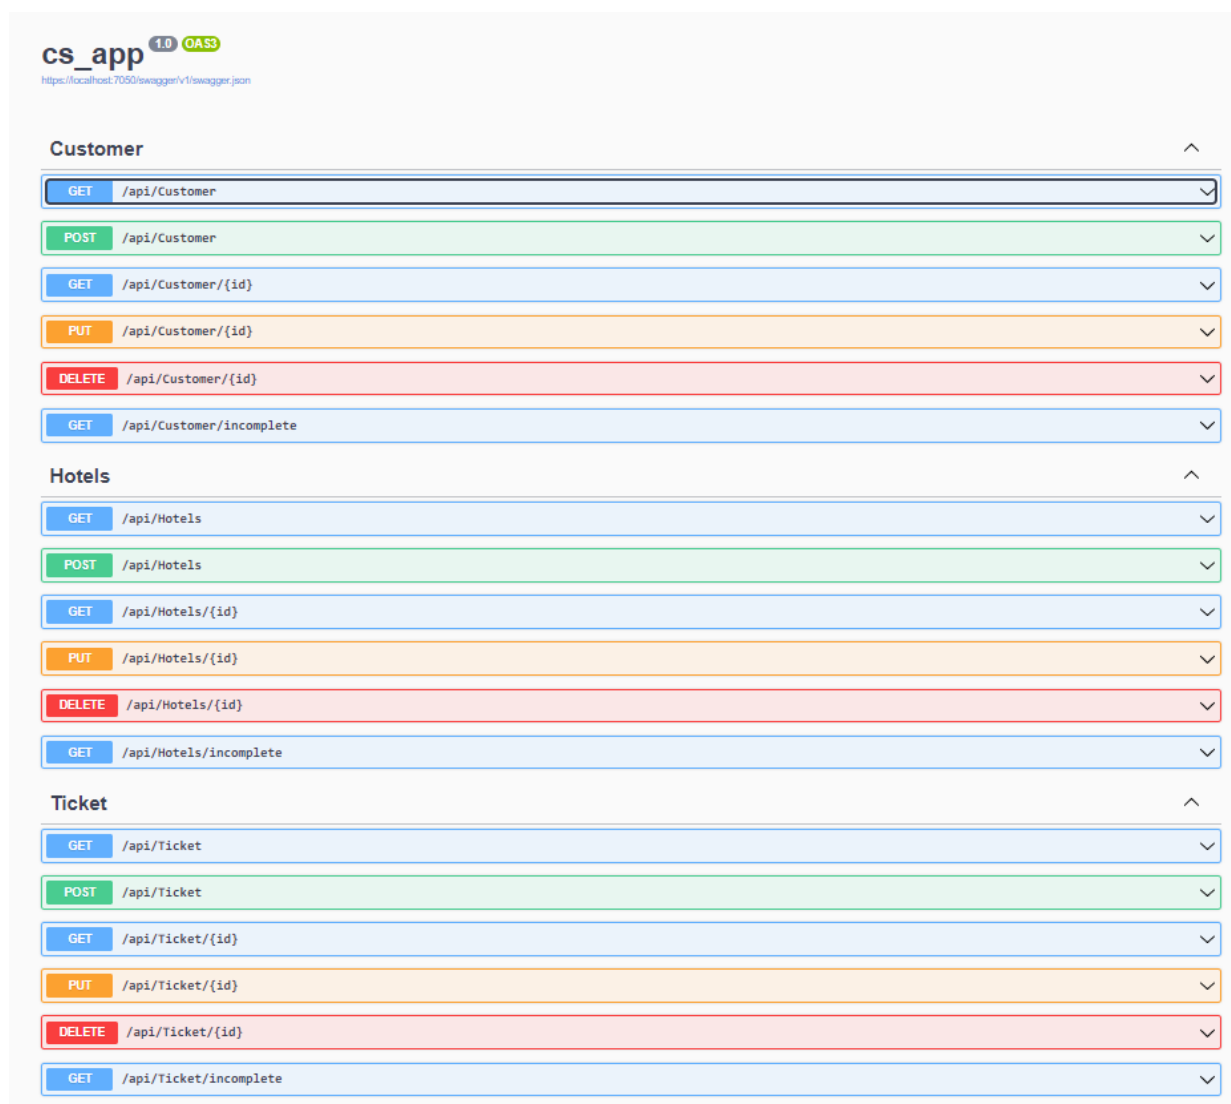 cs_app 1.0 OAS3
https://localhost:7050/swagger/v1/swagger.json
Customer
GET /api/Customer
POST /api/Customer
GET /api/Customer/{id}
PUT /api/Customer/{id}
DELETE /api/Customer/{id}
GET /api/Customer/incomplete
Hotels
GET /api/Hotels
POST /api/Hotels
GET /api/Hotels/{id}
PUT /api/Hotels/{id}
DELETE /api/Hotels/{id}
GET /api/Hotels/incomplete
Ticket
GET /api/Ticket
POST /api/Ticket
GET /api/Ticket/{id}
PUT /api/Ticket/{id}
DELETE /api/Ticket/{id}
GET /api/Ticket/incomplete